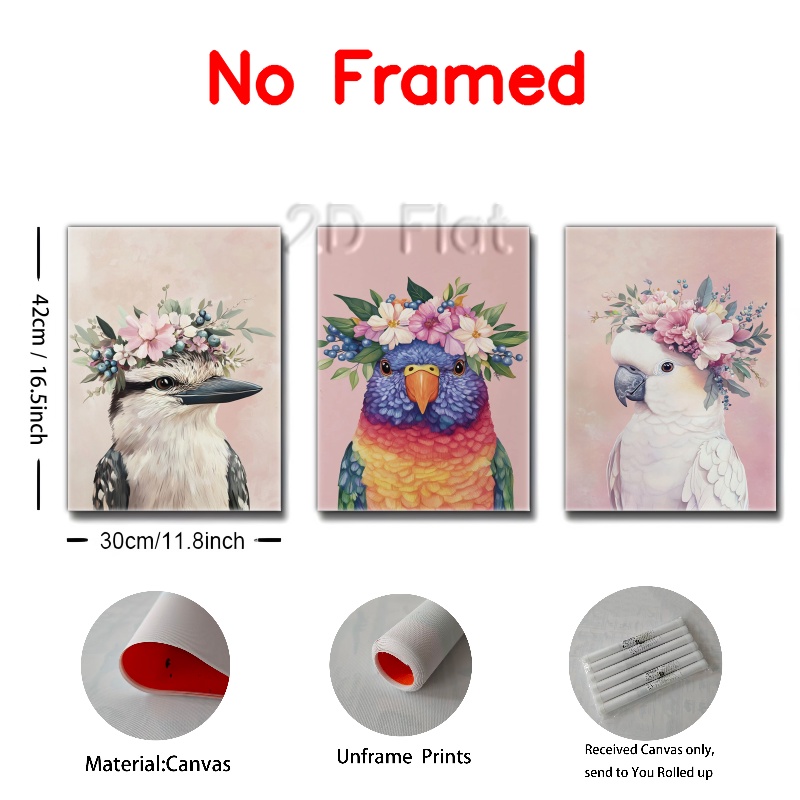 No Framed
2.D Flat
42cm / 16.5inch
30cm/11.8inch
Material:Canvas
Unframe Prints
Received Canvas only,
send to You Rolled up